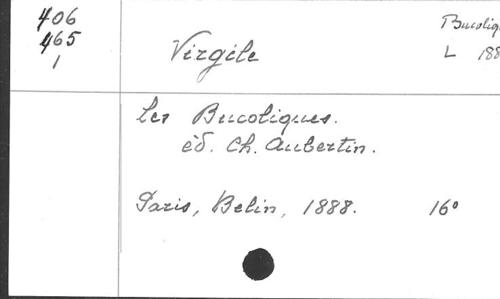 406
465
1
Virgile
Bucoliq
L 188
Les Bucoliques.
éd. Ch. Aubertin.
Paris, Belin, 1888. 16°